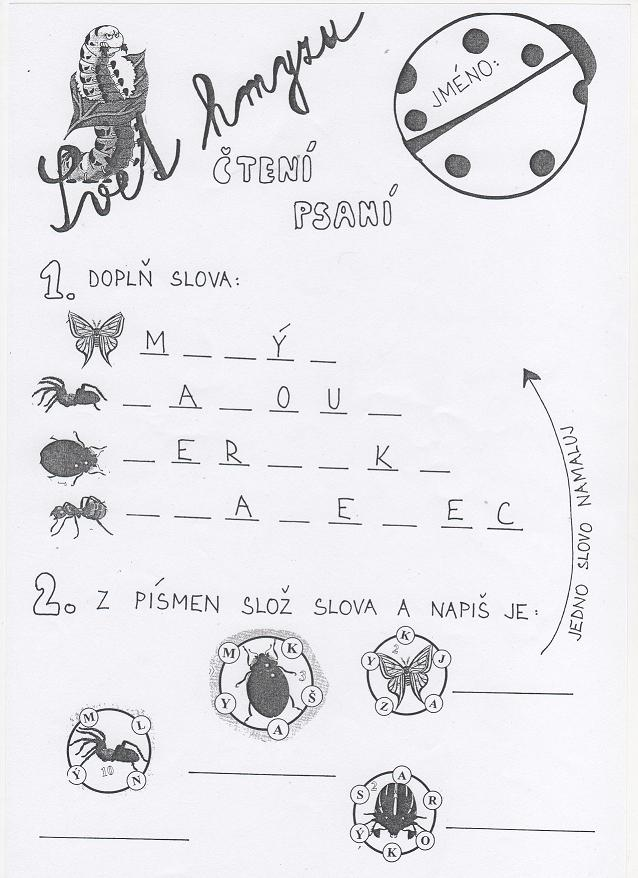 Svět hmyzu
JMÉNO:
ČTENÍ
PSANÍ
1. DOPLŇ SLOVA:
M _ _ Ý _
_ A _ O U _
_ E R _ _ K _
_ _ A _ E _ E C
JEDNO SLOVO NAMALUJ
2. Z PÍSMEN SLOŽ SLOVA A NAPIŠ JE:
M K 3 Š A Y
K 2 J A Z Y
M L N Ý 10
A R O K Ý S 2